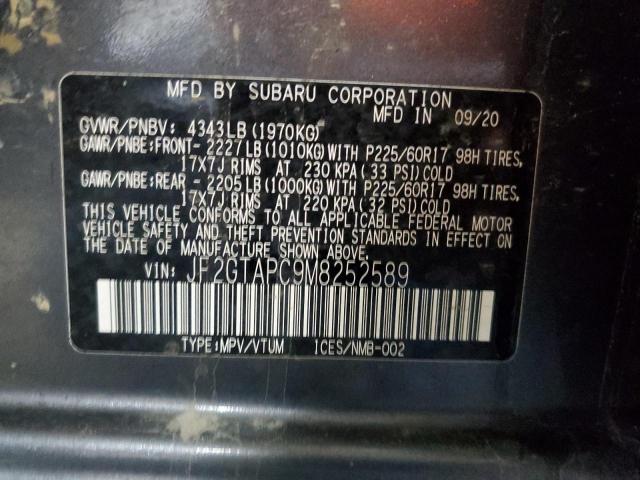 MFD BY SUBARU CORPORATION
MFD IN 09/20
GVWR/PNBV: 4343LB(1970KG)
GAWR/PNBE:FRONT- 2227LB(1010KG)WITH P225/60R17 98H TIRES,
17X7J RIMS AT 230 KPA(33 PSI)COLD
GAWR/PNBE:REAR - 2205LB(1000KG)WITH P225/60R17 98H TIRES,
17X7J RIMS AT 220 KPA(32 PSI)COLD
THIS VEHICLE CONFORMS TO ALL APPLICABLE FEDERAL MOTOR
VEHICLE SAFETY AND THEFT PREVENTION STANDARDS IN EFFECT ON
THE DATE OF MANUFACTURE SHOWN ABOVE.
VIN: JF2GTAPC9M8252589
TYPE:MPV/VTUM ICES/NMB-002